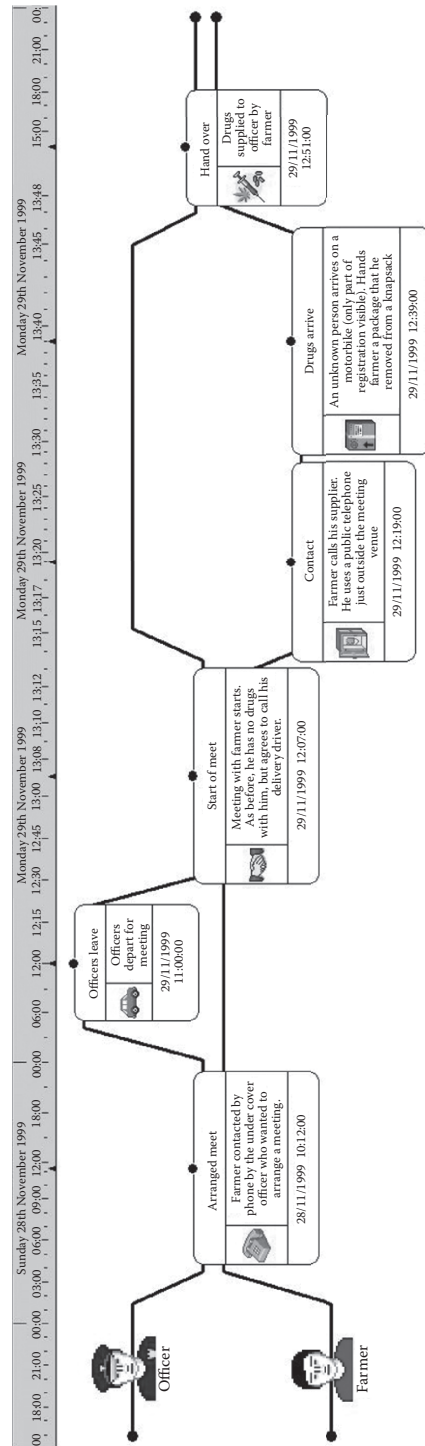 Sunday 28th November 1999
Monday 29th November 1999
Monday 29th November 1999
Monday 29th November 1999
00 18:00 21:00 00:00 03:00 06:00 09:00 12:00 18:00 00:00 06:00 12:00 12:15 12:30 12:45 13:00 13:08 13:10 13:12 13:15 13:17 13:20 13:25 13:30 13:35 13:40 13:45 13:48 15:00 18:00 21:00 00:
Officer
Farmer
Arranged meet
Farmer contacted by
phone by the under cover
officer who wanted to
arrange a meeting.
28/11/1999 10:12:00
Officers leave
Officers
depart for
meeting
29/11/1999
11:00:00
Start of meet
Meeting with farmer starts.
As before, he has no drugs
with him, but agrees to call his
delivery driver.
29/11/1999 12:07:00
Contact
Farmer calls his supplier.
He uses a public telephone
just outside the meeting
venue
29/11/1999 12:19:00
Drugs arrive
An unknown person arrives on a
motorbike (only part of
registration visible). Hands
farmer a package that he
removed from a knapsack
29/11/1999 12:39:00
Hand over
Drugs
supplied to
officer by
farmer
29/11/1999
12:51:00